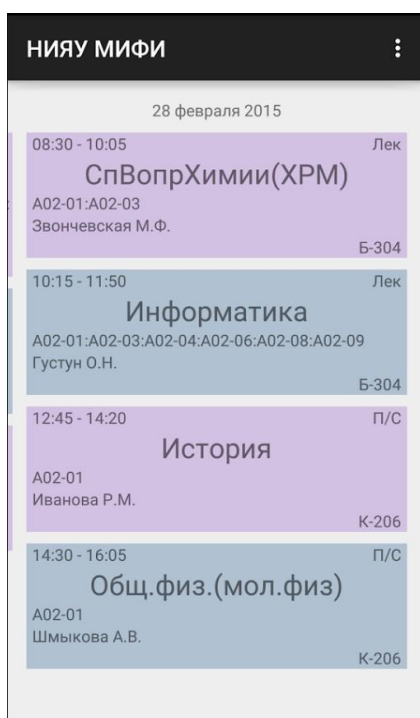 НИЯУ МИФИ
28 февраля 2015
08:30 - 10:05 Лек
СпВопрХимии(ХРМ)
А02-01:А02-03
Звончевская М.Ф.
Б-304
10:15 - 11:50 Лек
Информатика
А02-01:А02-03:А02-04:А02-06:А02-08:А02-09
Густун О.Н.
Б-304
12:45 - 14:20 П/С
История
А02-01
Иванова Р.М.
К-206
14:30 - 16:05 П/С
Общ.физ.(мол.физ)
А02-01
Шмыкова А.В.
К-206